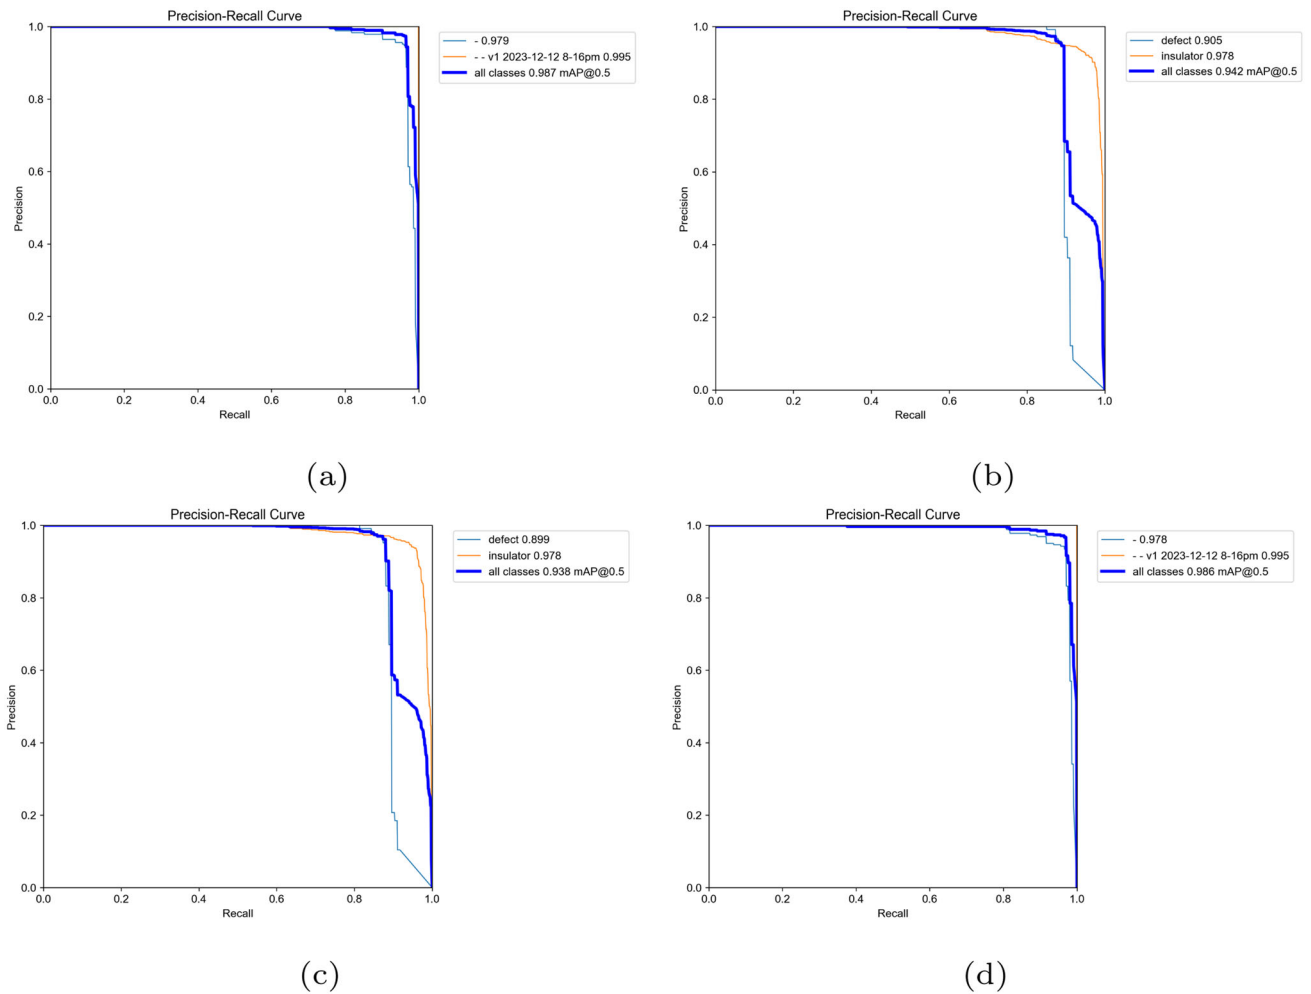 Precision-Recall Curve
1.0
0.8
0.6
0.4
0.2
0.0
Precision
0.0 0.2 0.4 0.6 0.8 1.0
Recall
- 0.979
- - v1 2023-12-12 8-16pm 0.995
all classes 0.987 mAP@0.5
(a)
Precision-Recall Curve
1.0
0.8
0.6
0.4
0.2
0.0
Precision
0.0 0.2 0.4 0.6 0.8 1.0
Recall
defect 0.905
insulator 0.978
all classes 0.942 mAP@0.5
(b)
Precision-Recall Curve
1.0
0.8
0.6
0.4
0.2
0.0
Precision
0.0 0.2 0.4 0.6 0.8 1.0
Recall
defect 0.899
insulator 0.978
all classes 0.938 mAP@0.5
(c)
Precision-Recall Curve
1.0
0.8
0.6
0.4
0.2
0.0
Precision
0.0 0.2 0.4 0.6 0.8 1.0
Recall
- 0.978
- - v1 2023-12-12 8-16pm 0.995
all classes 0.986 mAP@0.5
(d)